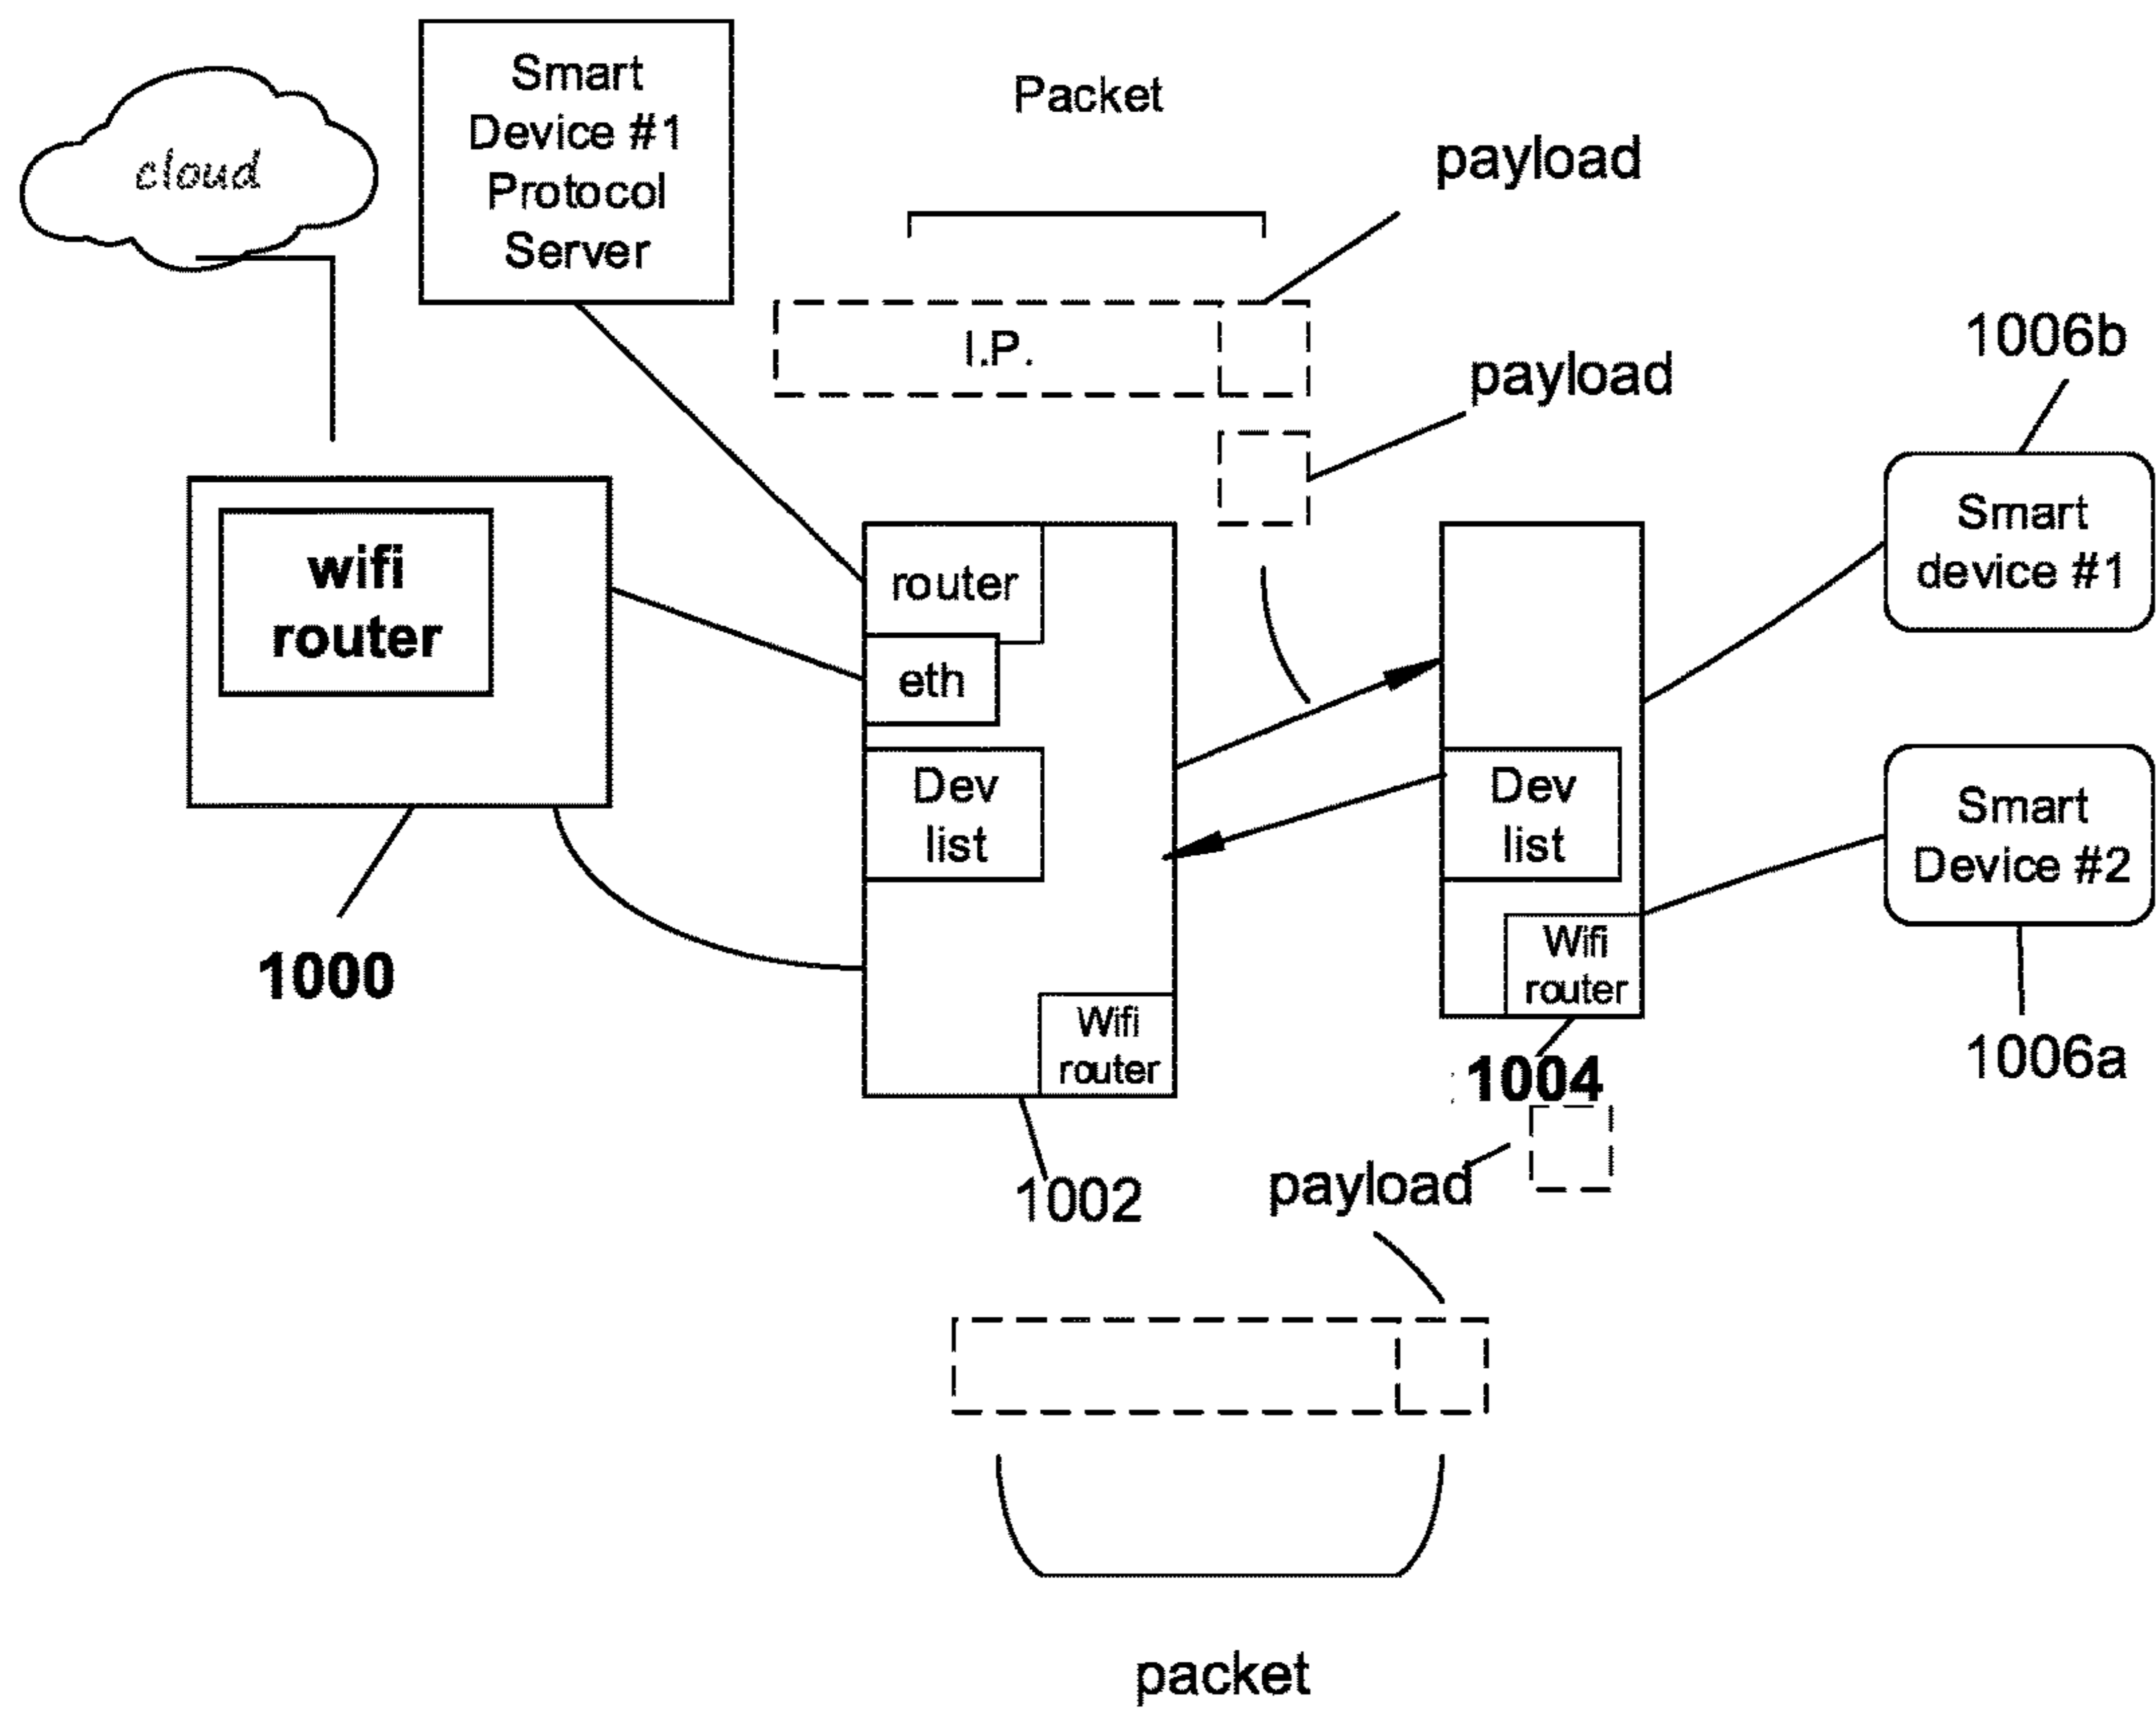 cloud
Smart
Device #1
Protocol
Server
Packet
payload
I.P.
payload
1006b
wifi
router
router
eth
Dev
list
Wifi
router
Dev
list
Wifi
router
Smart
device #1
Smart
Device #2
1000
1002
1004
1006a
payload
packet